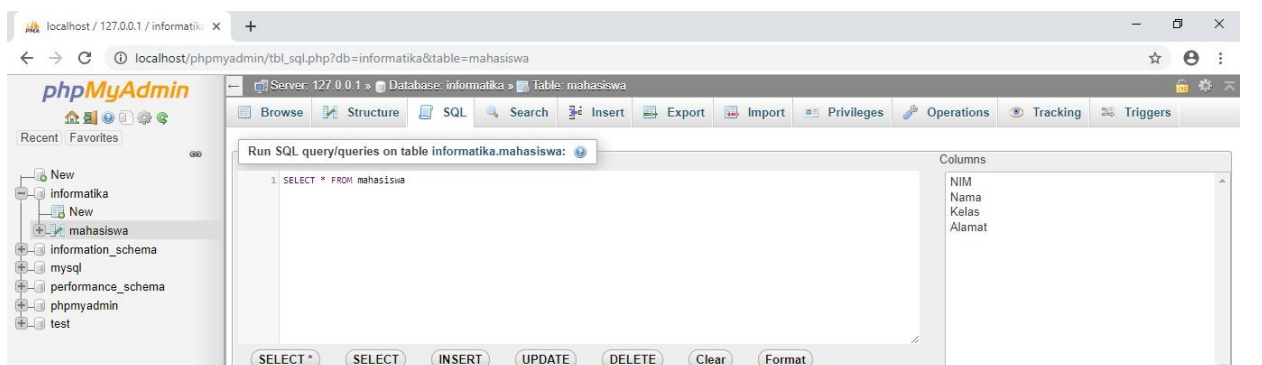 localhost / 127.0.0.1 / informatik
localhost/phpmyadmin/tbl_sql.php?db=informatika&table=mahasiswa
phpMyAdmin
Recent Favorites
New
informatika
New
mahasiswa
information_schema
mysql
performance_schema
phpmyadmin
test
Server: 127.0.0.1 » Database: informatika » Table: mahasiswa
Browse Structure SQL Search Insert Export Import Privileges Operations Tracking Triggers
Run SQL query/queries on table informatika.mahasiswa:
1 SELECT * FROM mahasiswa
Columns
NIM
Nama
Kelas
Alamat
SELECT * SELECT INSERT UPDATE DELETE Clear Format